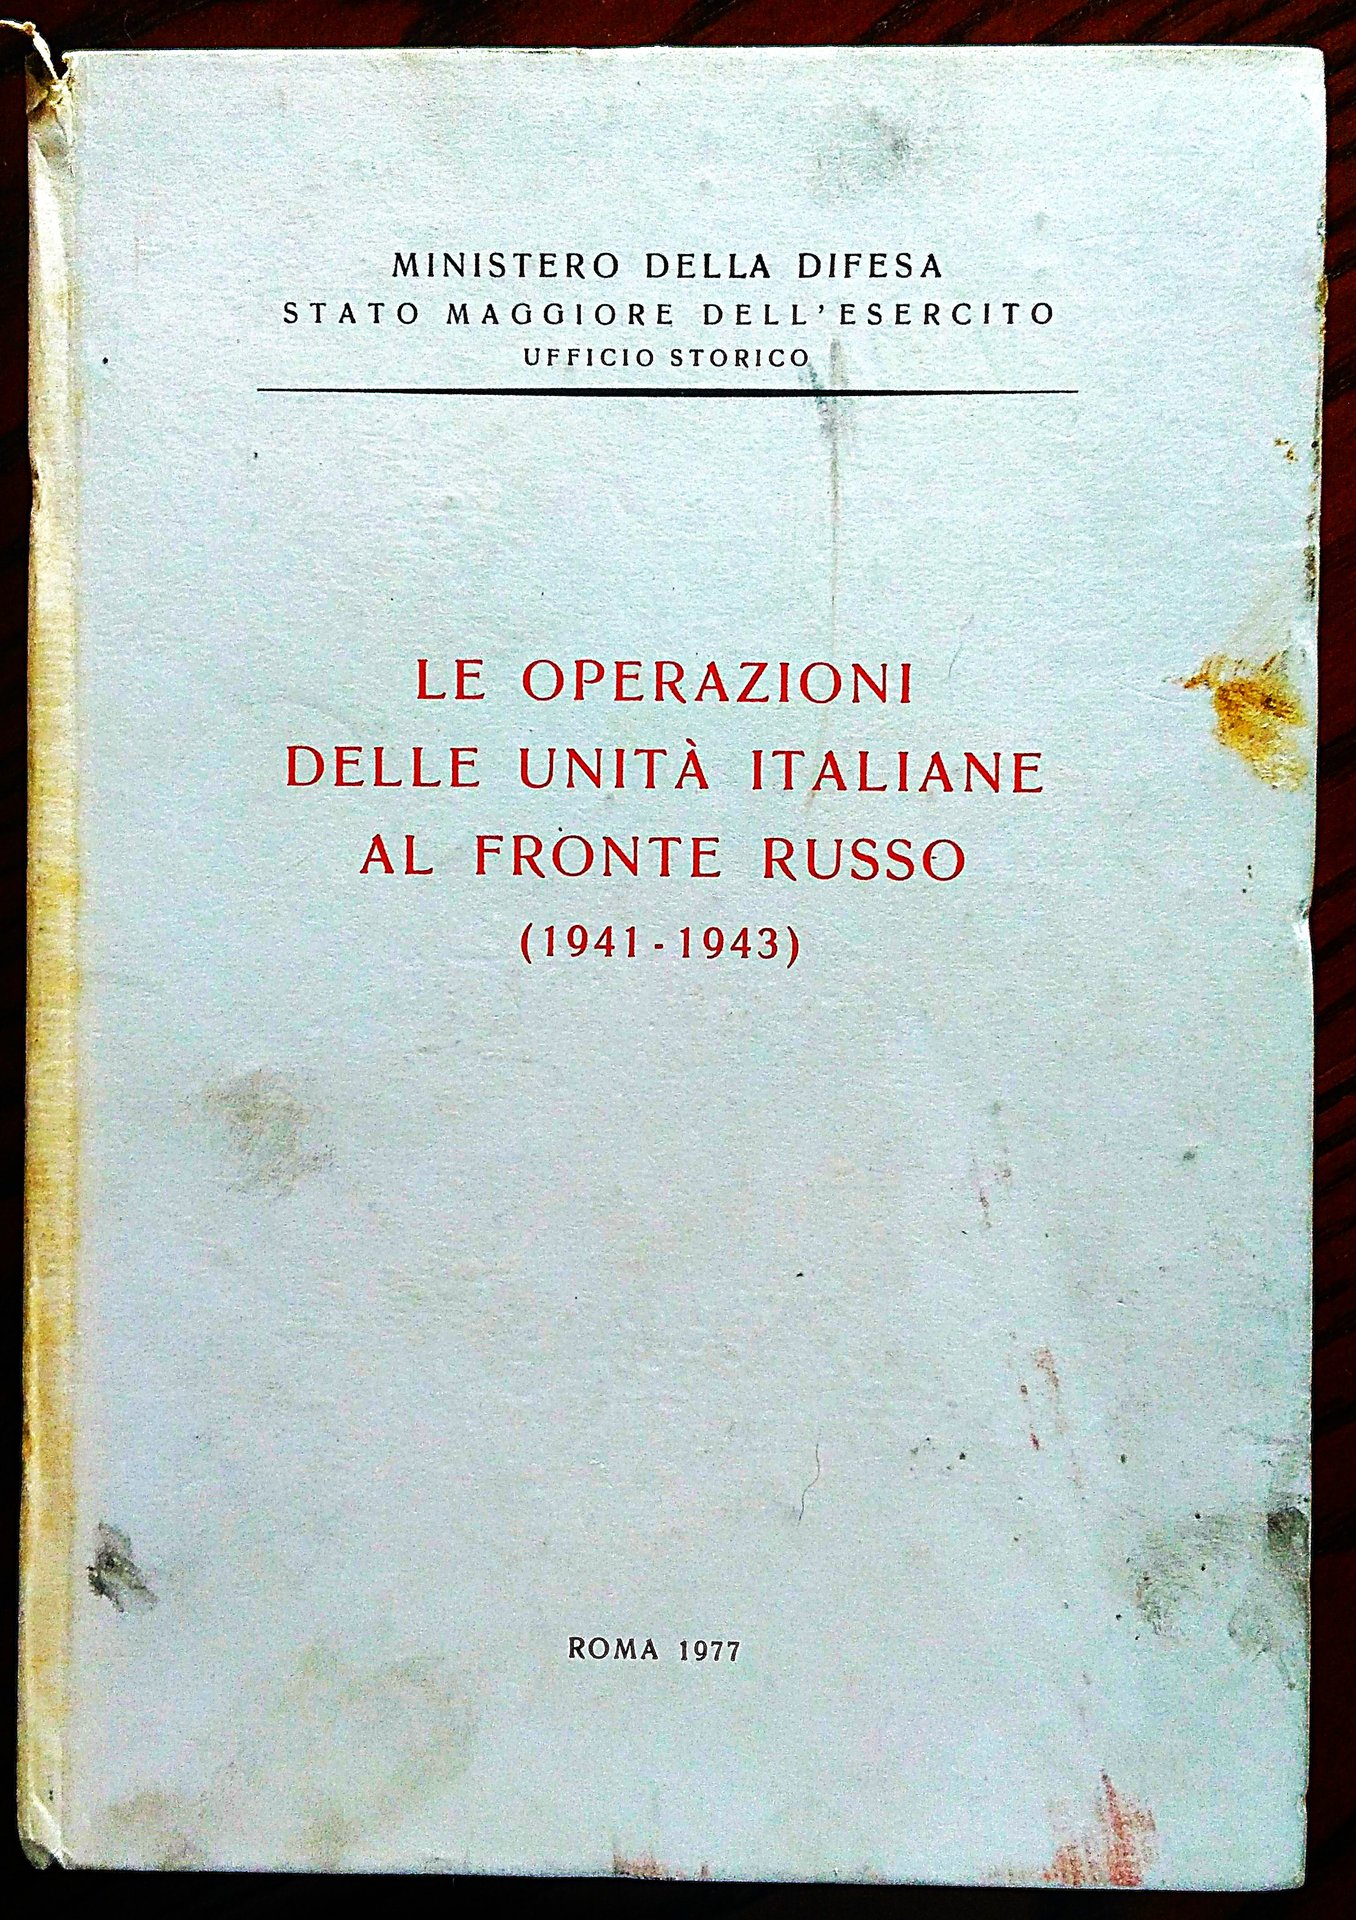 MINISTERO DELLA DIFESA
STATO MAGGIORE DELL'ESERCITO
UFFICIO STORICO
LE OPERAZIONI
DELLE UNITÀ ITALIANE
AL FRONTE RUSSO
(1941-1943)
ROMA 1977